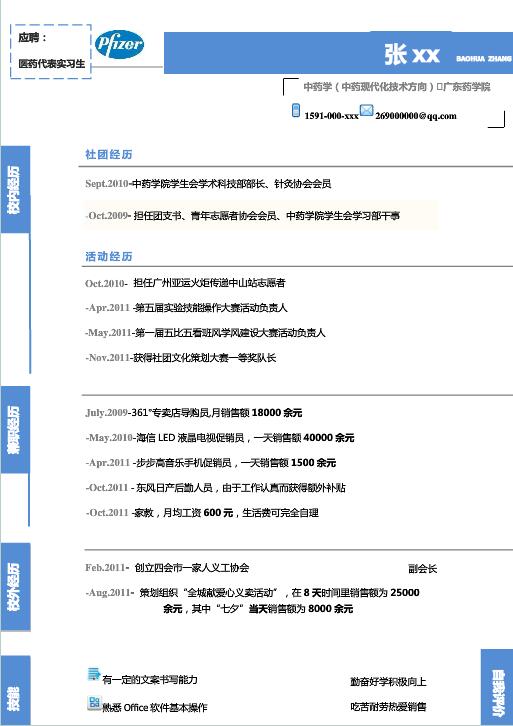 应聘：
医药代表实习生
Pfizer
张 xx BAOHUA ZHANG
中药学（中药现代化技术方向）▯广东药学院
1591-000-xxx 269000000@qq.com
校内经历
社团经历
Sept.2010-中药学院学生会学术科技部部长、针灸协会会员
-Oct.2009- 担任团支书、青年志愿者协会会员、中药学院学生会学习部干事
活动经历
Oct.2010- 担任广州亚运火炬传递中山站志愿者
-Apr.2011 -第五届实验技能操作大赛活动负责人
-May.2011-第一届五比五看班风学风建设大赛活动负责人
-Nov.2011-获得社团文化策划大赛一等奖队长
兼职经历
July.2009-361°专卖店导购员,月销售额 18000 余元
-May.2010-海信 LED 液晶电视促销员，一天销售额 40000 余元
-Apr.2011 -步步高音乐手机促销员，一天销售额 1500 余元
-Oct.2011 - 东风日产后勤人员，由于工作认真而获得额外补贴
-Oct.2011 -家教，月均工资 600 元，生活费可完全自理
校外经历
Feb.2011- 创立四会市一家人义工协会 副会长
-Aug.2011- 策划组织“全城献爱心义卖活动”，在 8 天时间里销售额为 25000
余元，其中“七夕”当天销售额为 8000 余元
技能
有一定的文案书写能力
熟悉 Office 软件基本操作
勤奋好学积极向上
吃苦耐劳热爱销售
自我评价